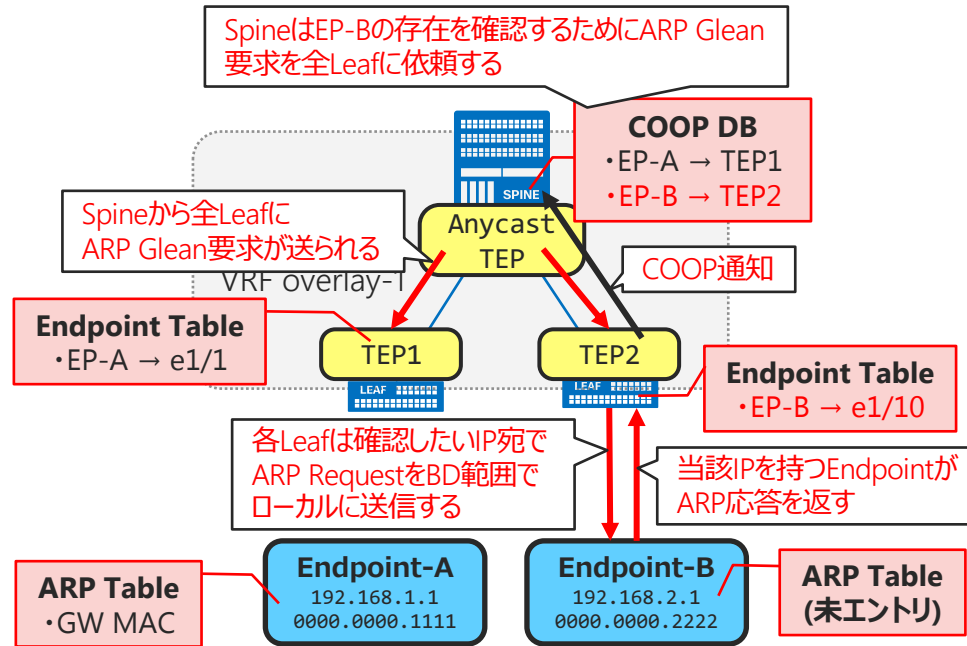 SpineはEP-Bの存在を確認するためにARP Glean
要求を全Leafに依頼する
COOP DB
・EP-A → TEP1
・EP-B → TEP2
SPINE
Spineから全Leafに
ARP Glean要求が送られる
Anycast
TEP
COOP通知
VRF overlay-1
Endpoint Table
・EP-A → e1/1
TEP1
TEP2
LEAF
LEAF
Endpoint Table
・EP-B → e1/10
各Leafは確認したいIP宛で
ARP RequestをBD範囲で
ローカルに送信する
当該IPを持つEndpointが
ARP応答を返す
ARP Table
・GW MAC
Endpoint-A
192.168.1.1
0000.0000.1111
Endpoint-B
192.168.2.1
0000.0000.2222
ARP Table
(未エントリ)